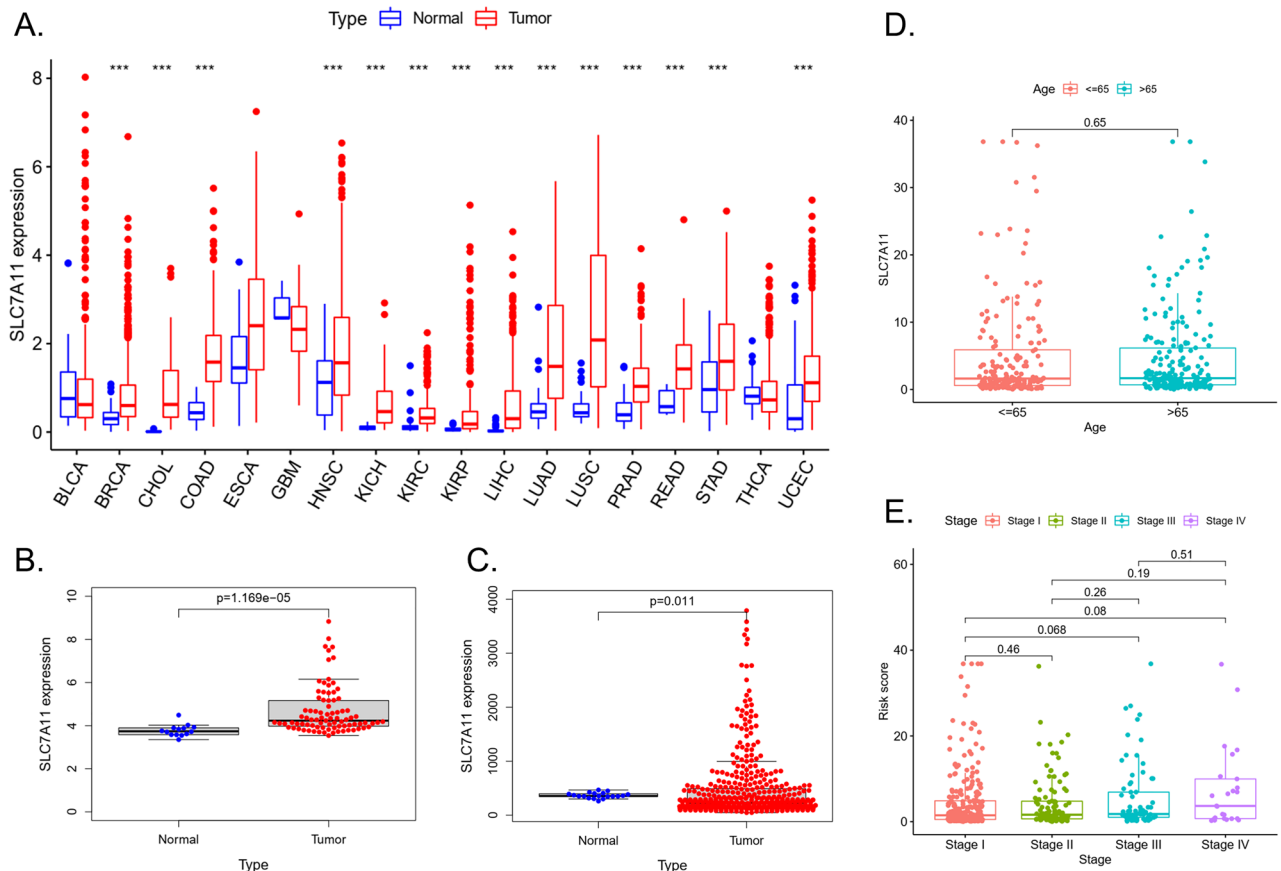 A.
Type Normal Tumor
*** *** *** *** *** *** *** *** *** *** *** *** *** ***
SLC7A11 expression
8
6
4
2
0
BLCA BRCA CHOL COAD ESCA GBM HNSC KICH KIRC KIRP LIHC LUAD LUSC PRAD READ STAD THCA UCEC
B.
p=1.169e−05
SLC7A11 expression
10
8
6
4
2
0
Normal Tumor
Type
C.
p=0.011
SLC7A11 expression
4000
3000
2000
1000
0
Normal Tumor
Type
D.
Age <=65 >65
0.65
SLC7A11
40
30
20
10
0
<=65 >65
Age
E.
Stage Stage I Stage II Stage III Stage IV
0.51
0.19
0.26
0.08
0.068
0.46
Risk score
60
40
20
0
Stage I Stage II Stage III Stage IV
Stage